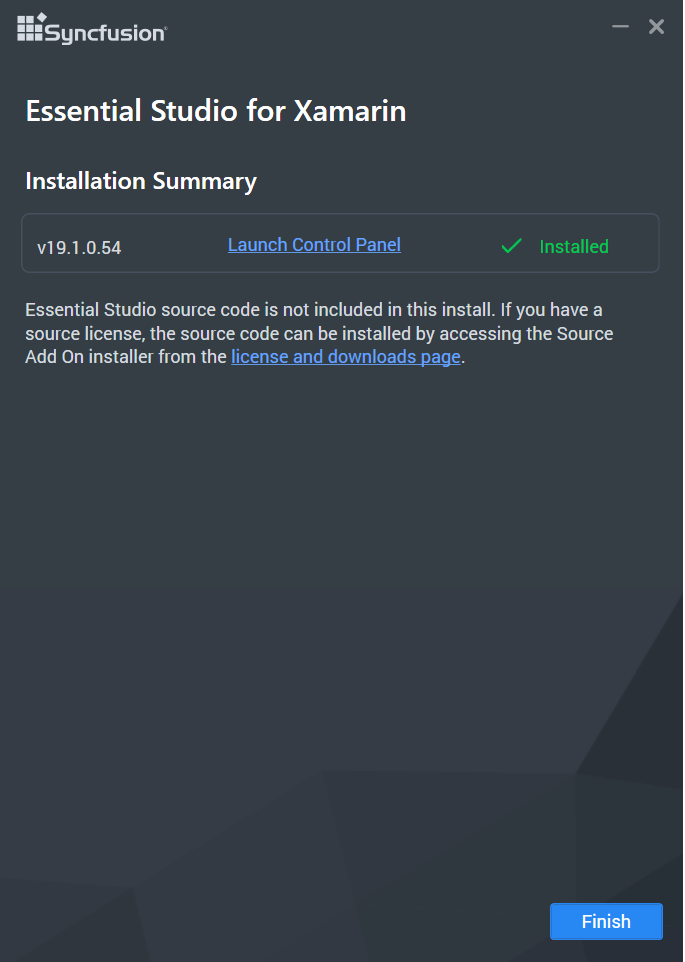 Syncfusion®
Essential Studio for Xamarin
Installation Summary
v19.1.0.54 Launch Control Panel Installed
Essential Studio source code is not included in this install. If you have a
source license, the source code can be installed by accessing the Source
Add On installer from the license and downloads page.
Finish